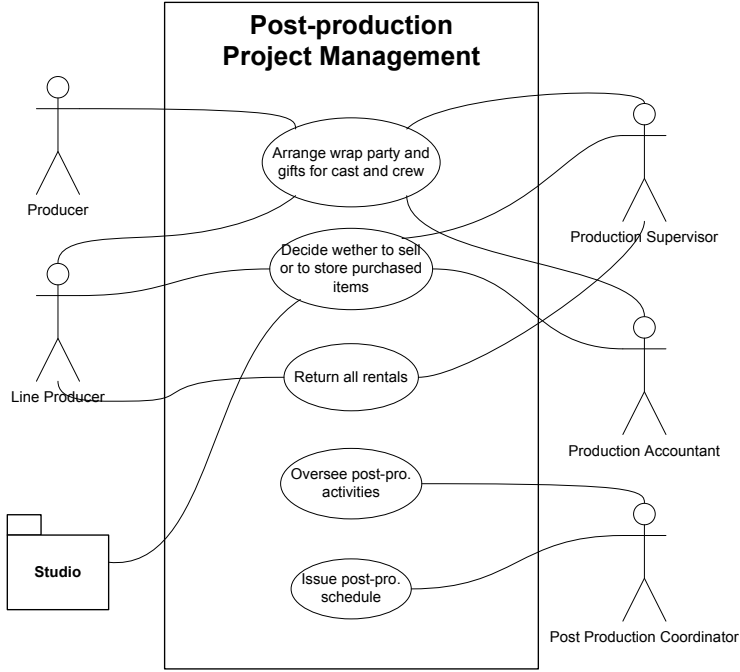 Post-production
Project Management
Arrange wrap party and
gifts for cast and crew
Producer
Production Supervisor
Decide wether to sell
or to store purchased
items
Line Producer
Return all rentals
Production Accountant
Oversee post-pro.
activities
Studio
Issue post-pro.
schedule
Post Production Coordinator